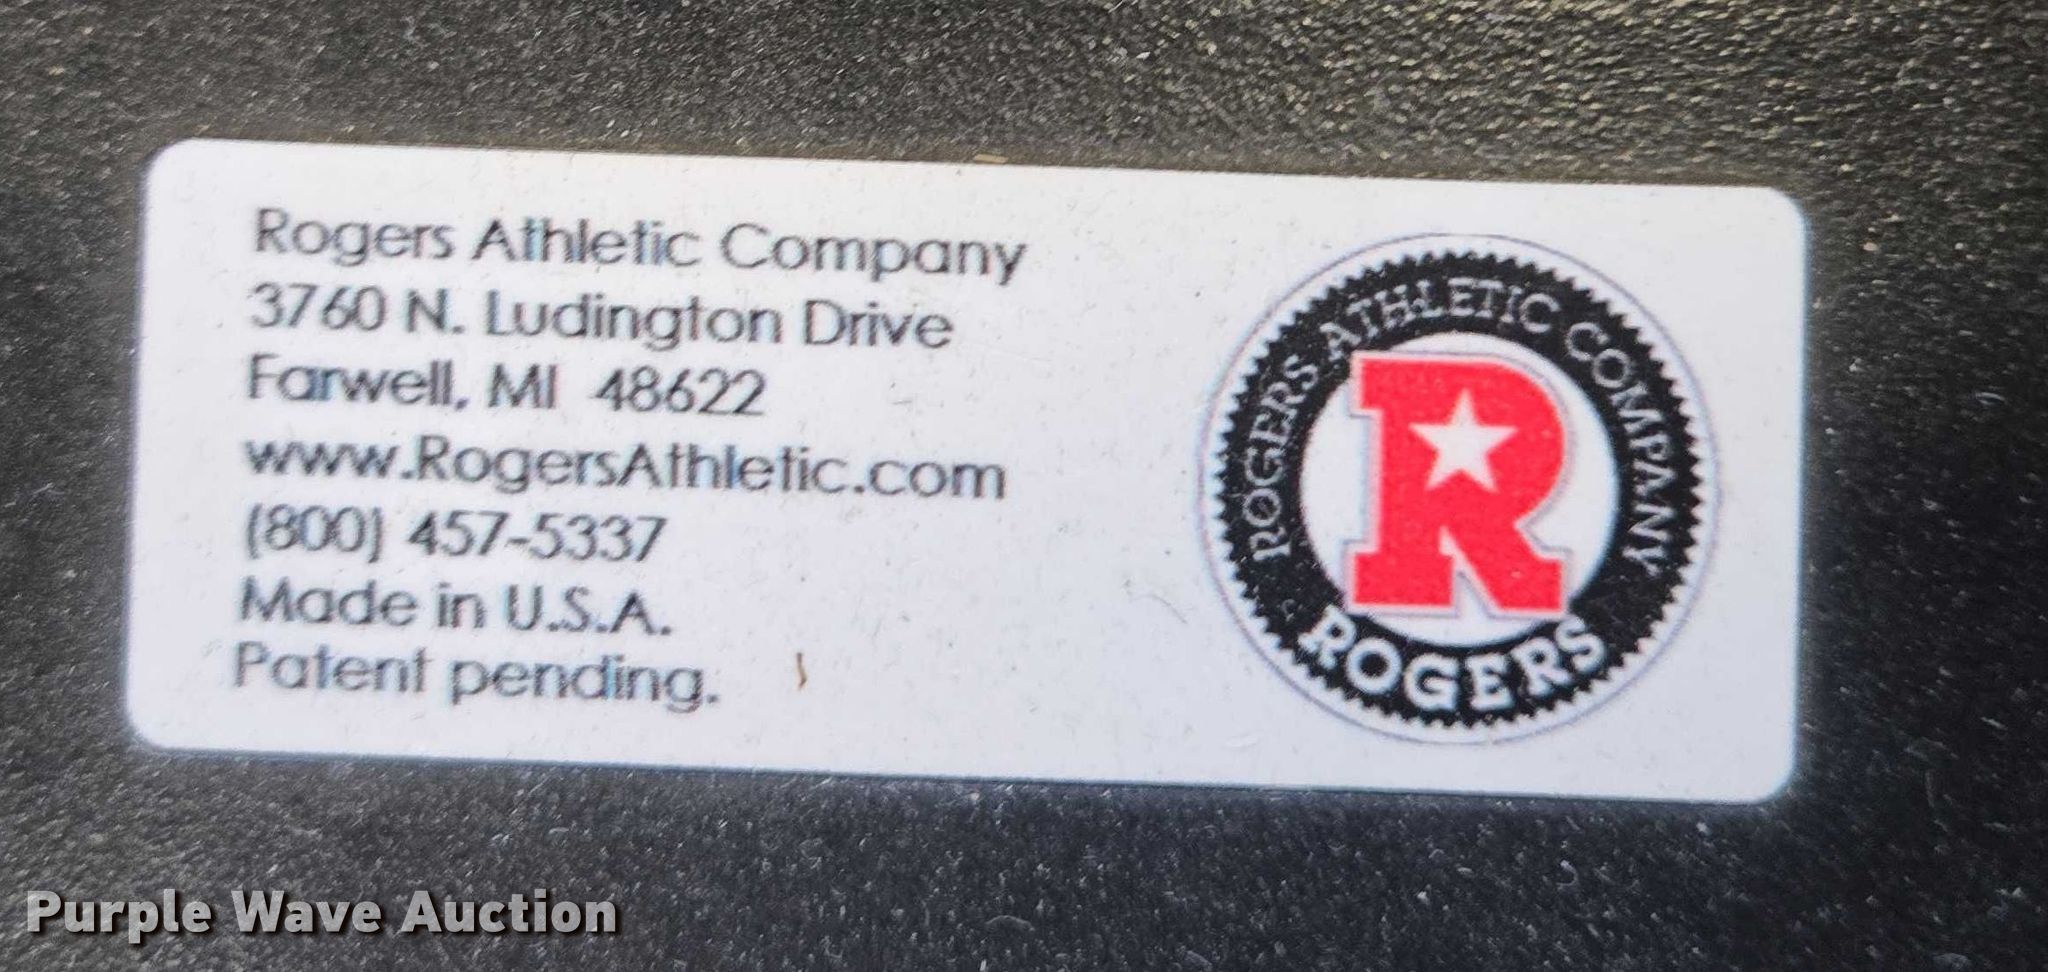 Rogers Athletic Company
3760 N. Ludington Drive
Farwell, MI 48622
www.RogersAthletic.com
(800) 457-5337
Made in U.S.A.
Patent pending.
ROGERS ATHLETIC COMPANY
R
ROGERS
Purple Wave Auction